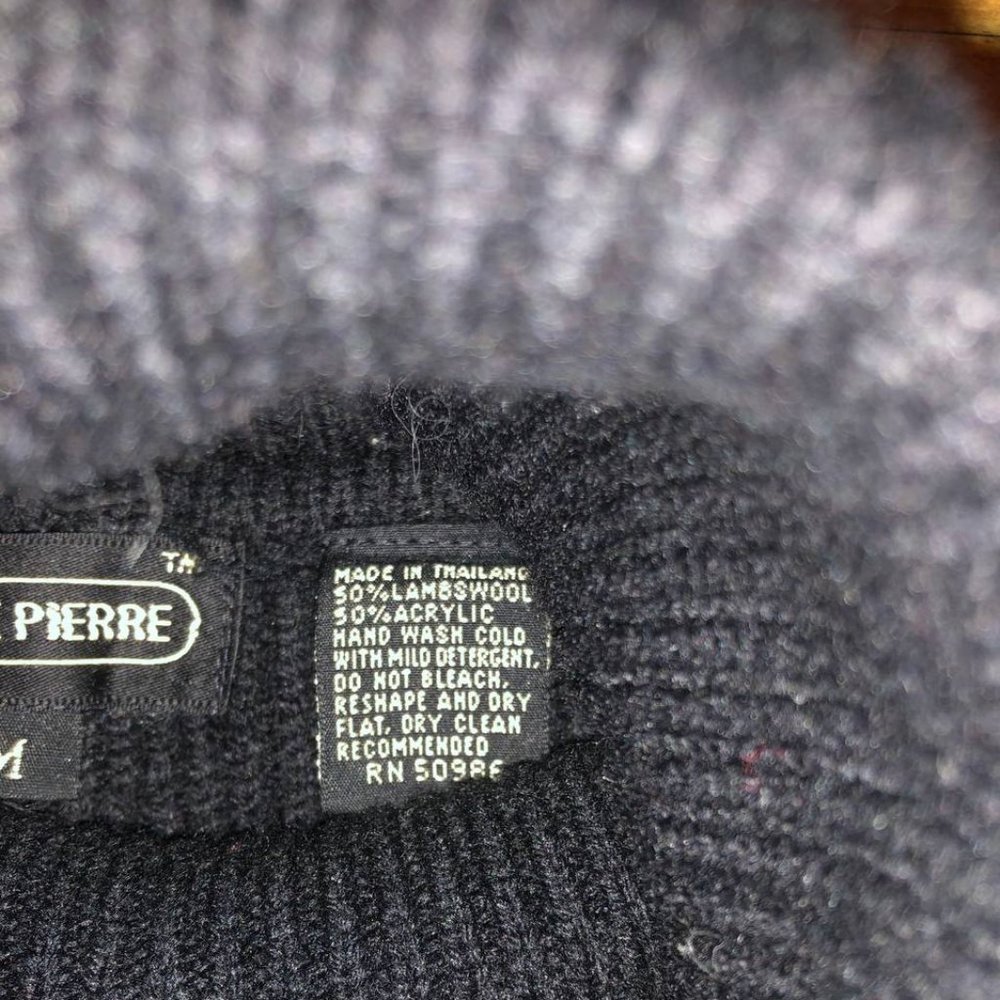 TM
PIERRE
M
MADE IN THAILAND
50% LAMBSWOOL
50% ACRYLIC
HAND WASH COLD
WITH MILD DETERGENT,
DO NOT BLEACH,
RESHAPE AND DRY
FLAT, DRY CLEAN
RECOMMENDED
RN 50986